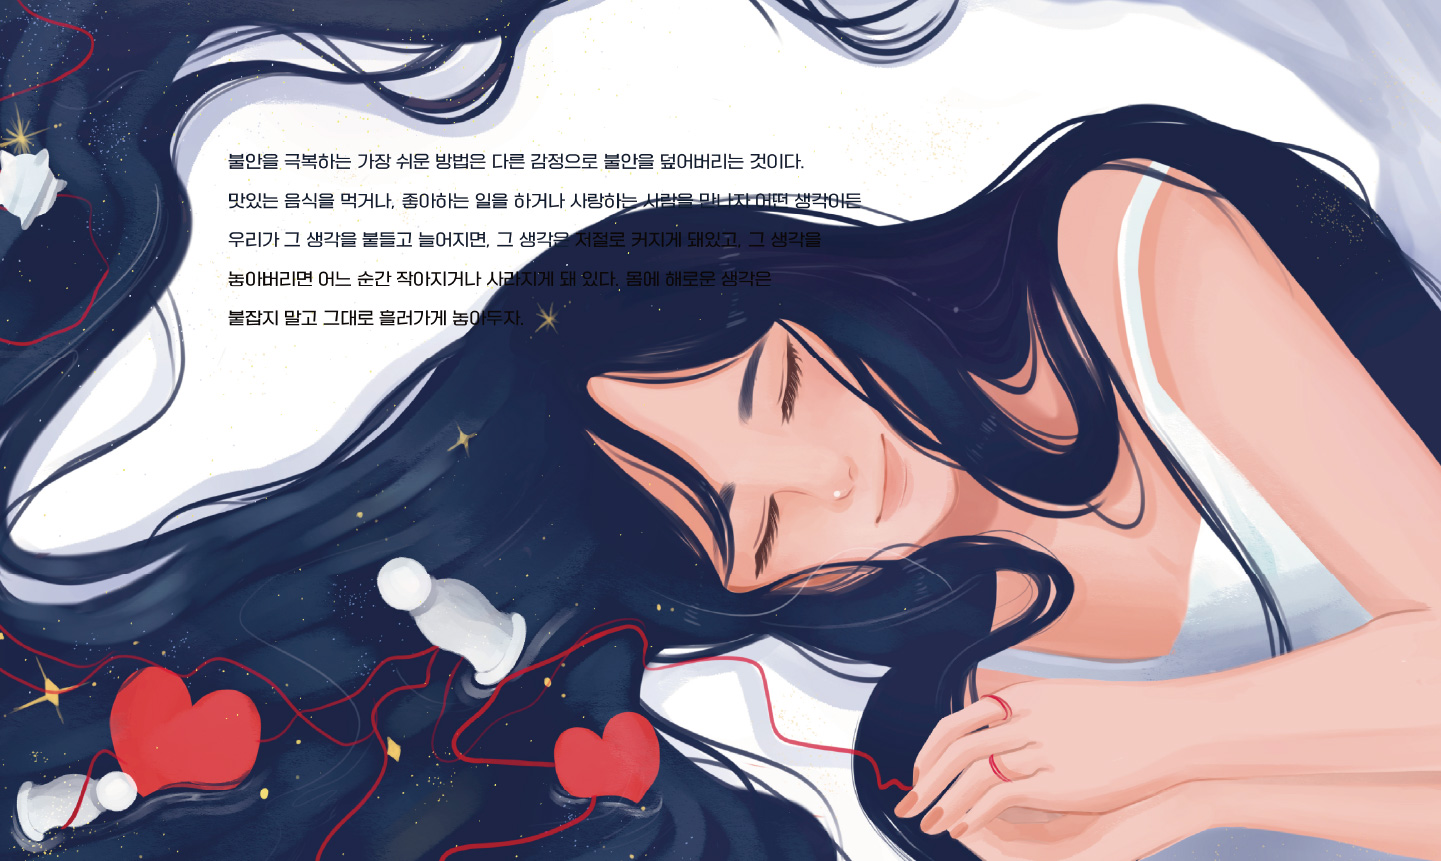 불안을 극복하는 가장 쉬운 방법은 다른 감정으로 불안을 덮어버리는 것이다.
맛있는 음식을 먹거나, 좋아하는 일을 하거나 사랑하는 사람을 만나자 어떤 생각이든
우리가 그 생각을 붙들고 늘어지면, 그 생각은 저절로 커지게 돼있고, 그 생각을
놓아버리면 어느 순간 작아지거나 사라지게 돼 있다. 몸에 해로운 생각은
붙잡지 말고 그대로 흘러가게 놓아두자.